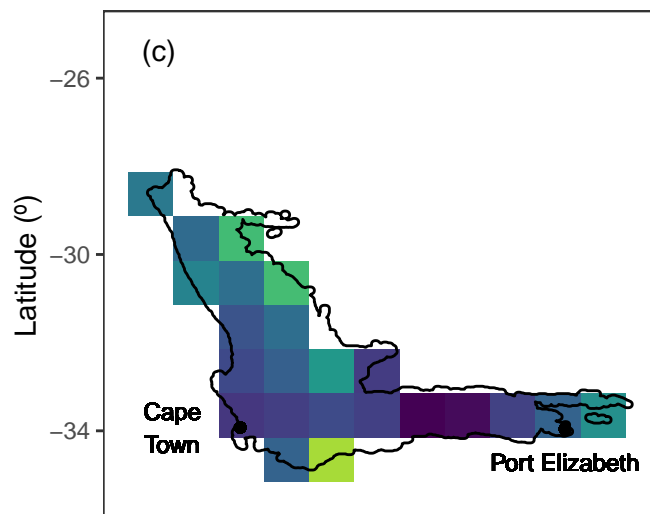 (c)
−26
−30
−34
Latitude (º)
Cape
Town
Port Elizabeth